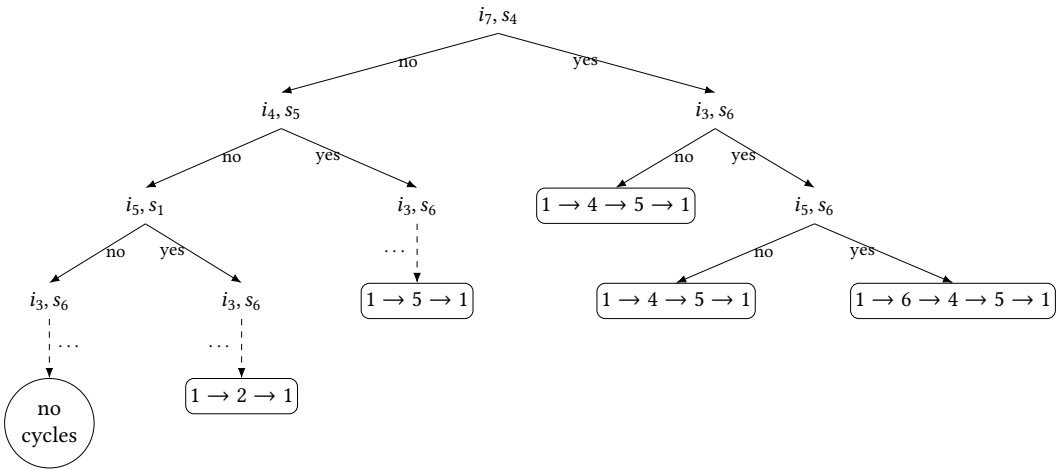 i₇, s₄
no
yes
i₄, s₅
i₃, s₆
no
yes
no
yes
i₅, s₁
i₃, s₆
1 → 4 → 5 → 1
i₅, s₆
no
yes
...
no
yes
i₃, s₆
i₃, s₆
1 → 5 → 1
1 → 4 → 5 → 1
1 → 6 → 4 → 5 → 1
...
...
no
cycles
1 → 2 → 1